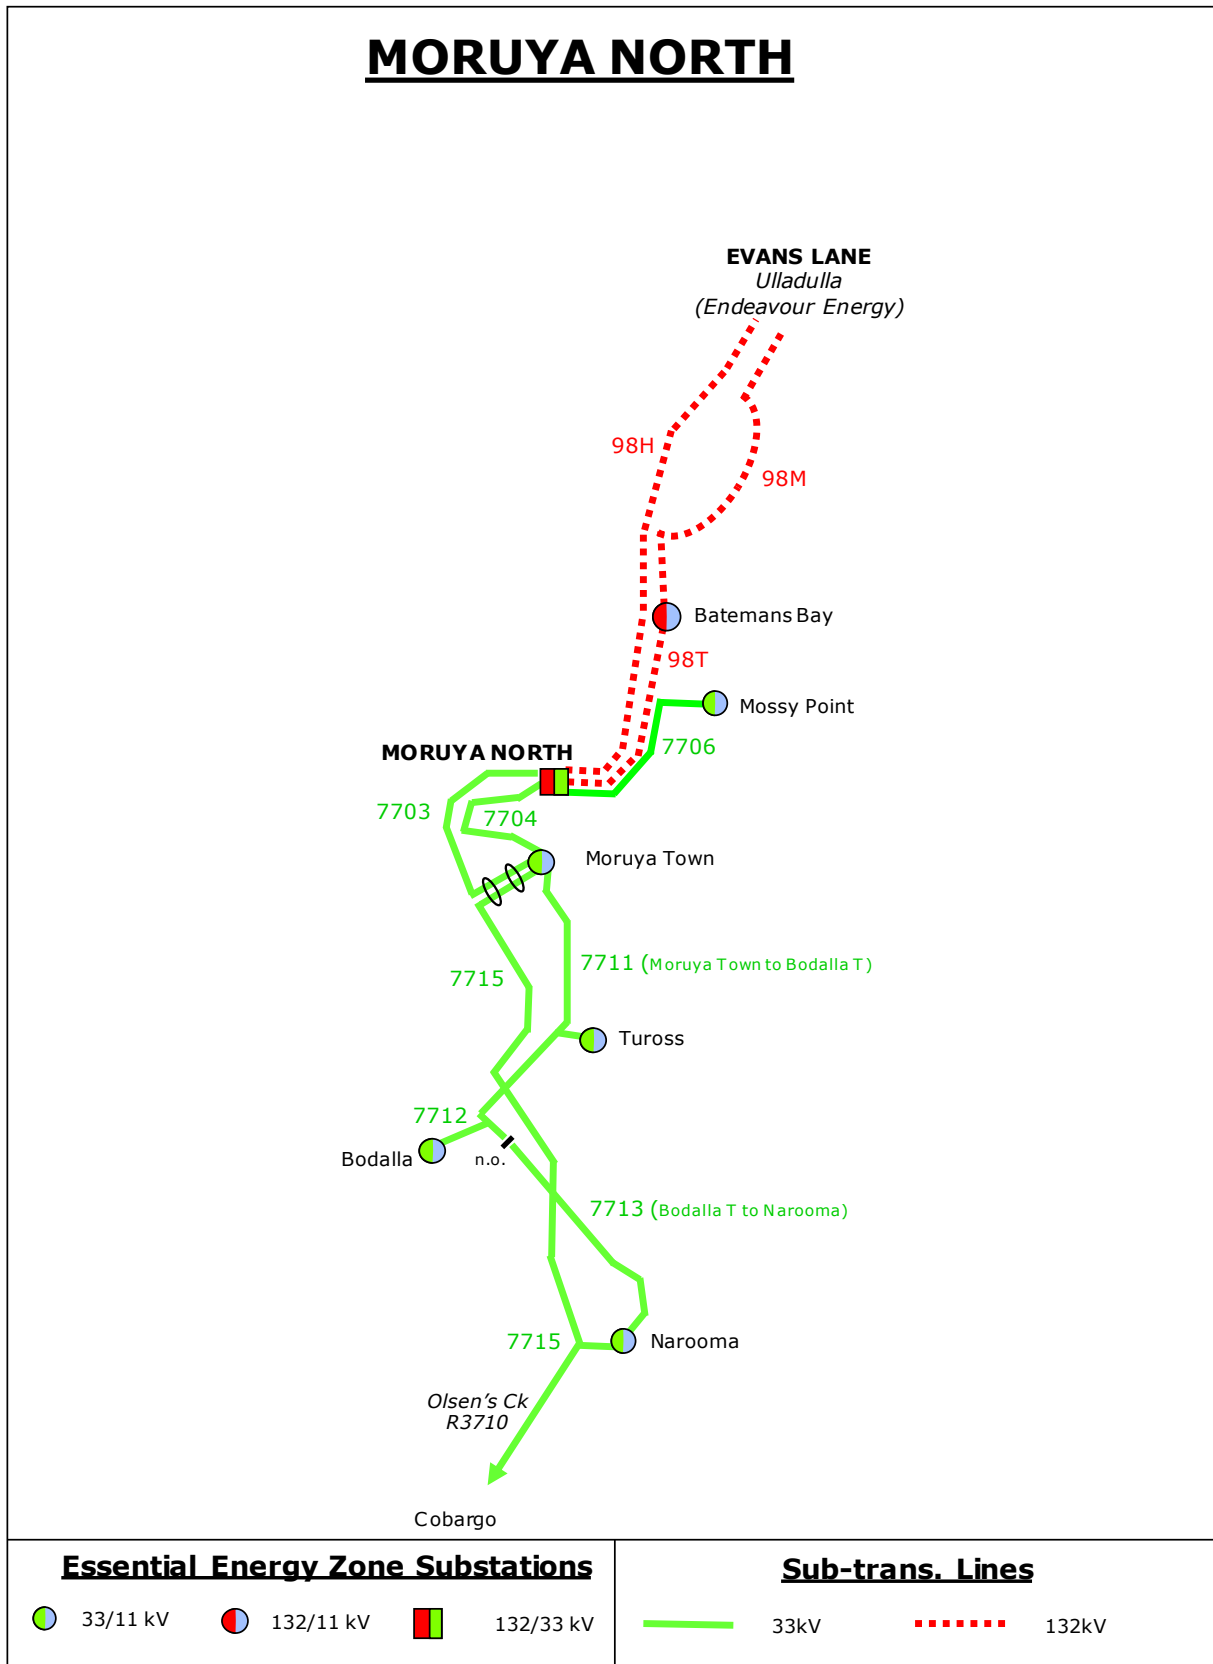 MORUYA NORTH
EVANS LANE
Ulladulla
(Endeavour Energy)
98H
98M
Batemans Bay
98T
Mossy Point
7706
MORUYA NORTH
7703
7704
Moruya Town
7711 (Moruya Town to Bodalla T)
7715
Tuross
7712
Bodalla
n.o.
7713 (Bodalla T to Narooma)
7715
Narooma
Olsen's Ck
R3710
Cobargo
Essential Energy Zone Substations
33/11 kV
132/11 kV
132/33 kV
Sub-trans. Lines
33kV
132kV